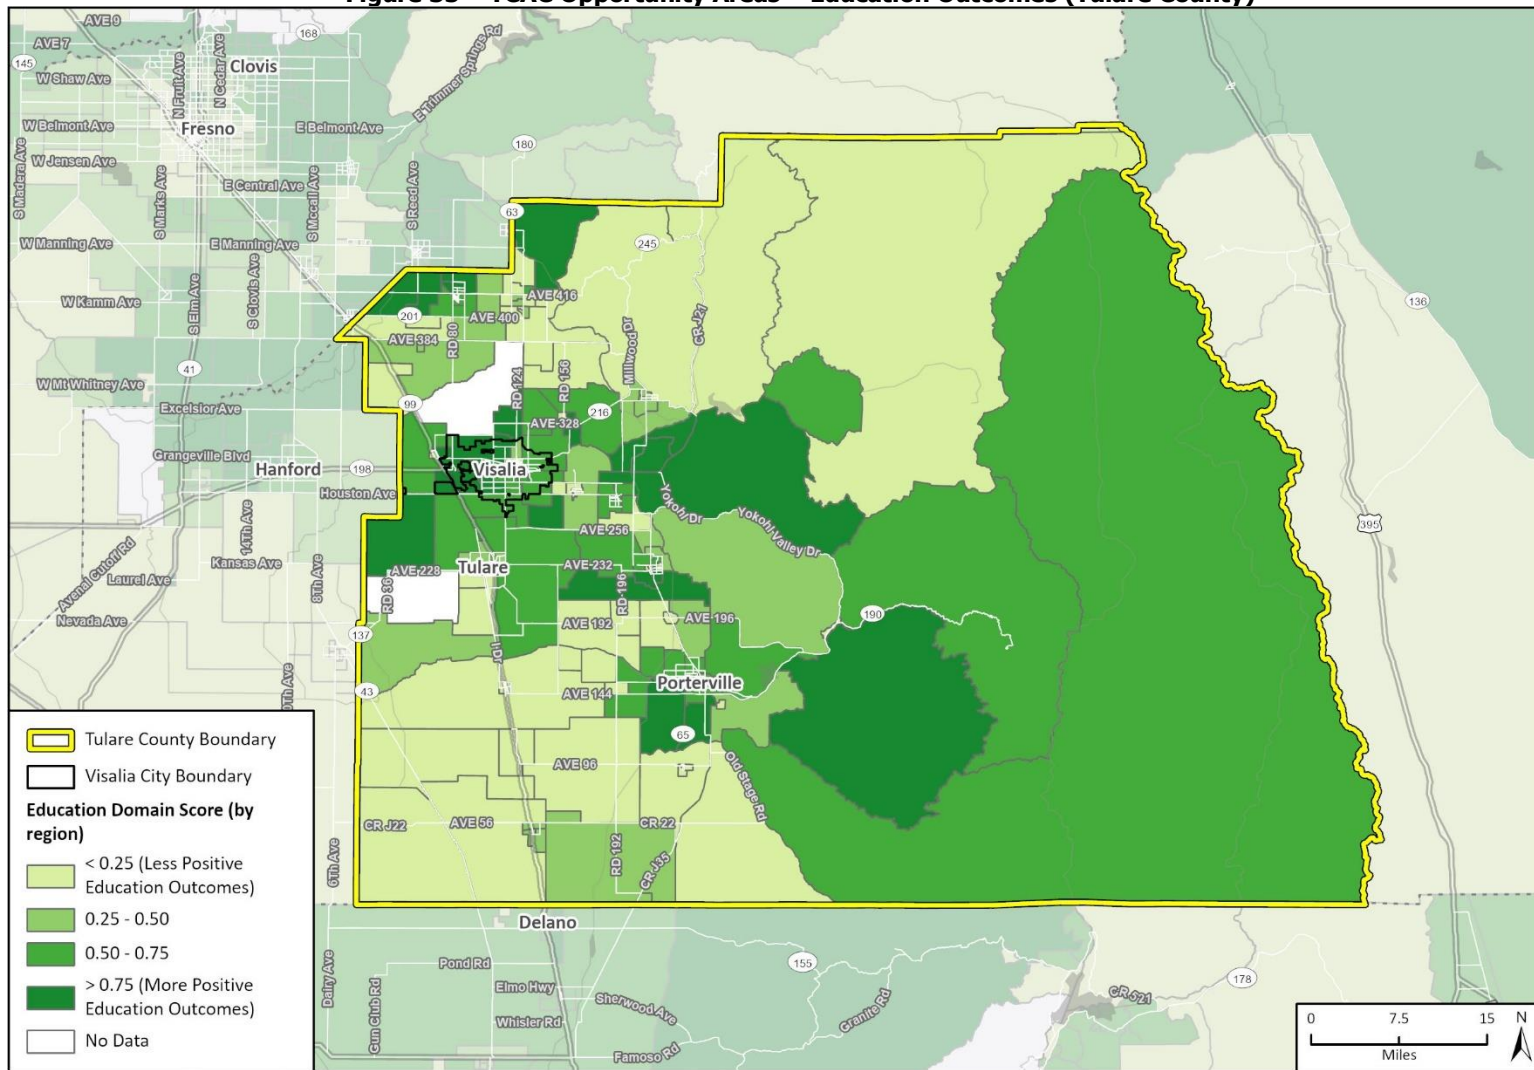 AVE 9
AVE 7
168
145
Clovis
W Shaw Ave
N Fruit Ave
N Cedar Ave
E Trimmer Springs Rd
W Belmont Ave
Fresno
E Belmont Ave
W Jensen Ave
180
E Central Ave
S Madera Ave
S Marks Ave
S Mccall Ave
S Reed Ave
63
W Manning Ave
E Manning Ave
245
136
W Kamm Ave
S Elm Ave
S Clovis Ave
AVE 416
201
AVE 400
CR J21
AVE 384
RD 80
Millwood Dr
41
W Mt Whitney Ave
RD 124
RD 156
Excelsior Ave
99
216
AVE 328
Grangeville Blvd
Hanford
198
Visalia
Houston Ave
Yokohl Dr
AVE 256
Yokohl Valley Dr
395
14Th Ave
Avenal Cutoff Rd
Kansas Ave
8Th Ave
Laurel Ave
AVE 228
Tulare
AVE 232
RD 36
RD 196
Nevada Ave
137
AVE 192
AVE 196
190
I-Dr
43
AVE 144
Porterville
65
AVE 96
Old Stage Rd
CR J22
AVE 56
CR 22
RD 192
CR J35
6Th Ave
Delano
Dairy Ave
Pond Rd
155
Gun Club Rd
Elmo Hwy
178
Sherwood Ave
CR 521
Granite Rd
Whisler Rd
Famoso Rd
Tulare County Boundary
Visalia City Boundary
Education Domain Score (by
region)
< 0.25 (Less Positive
Education Outcomes)
0.25 - 0.50
0.50 - 0.75
> 0.75 (More Positive
Education Outcomes)
No Data
0 7.5 15
Miles
N